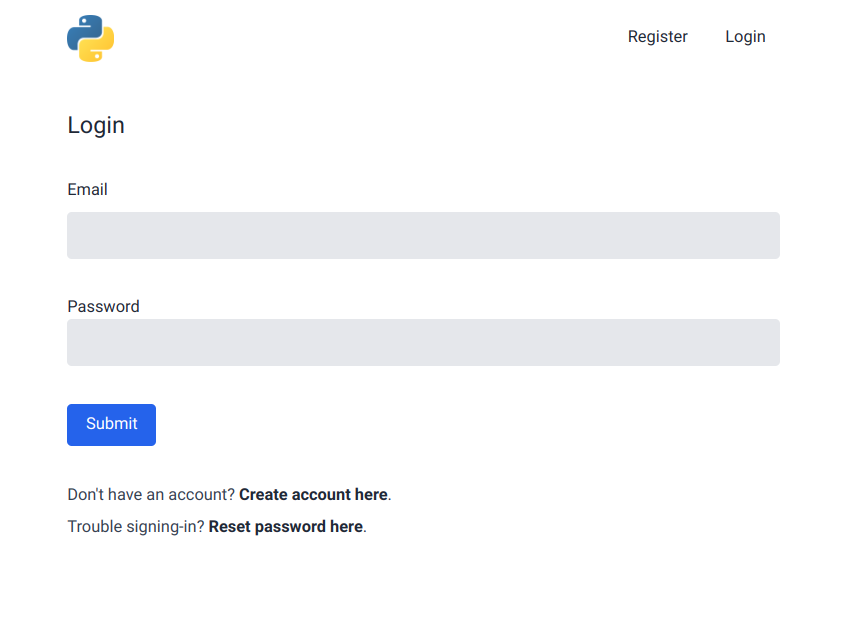 Register Login
Login
Email
Password
Submit
Don't have an account? Create account here.
Trouble signing-in? Reset password here.